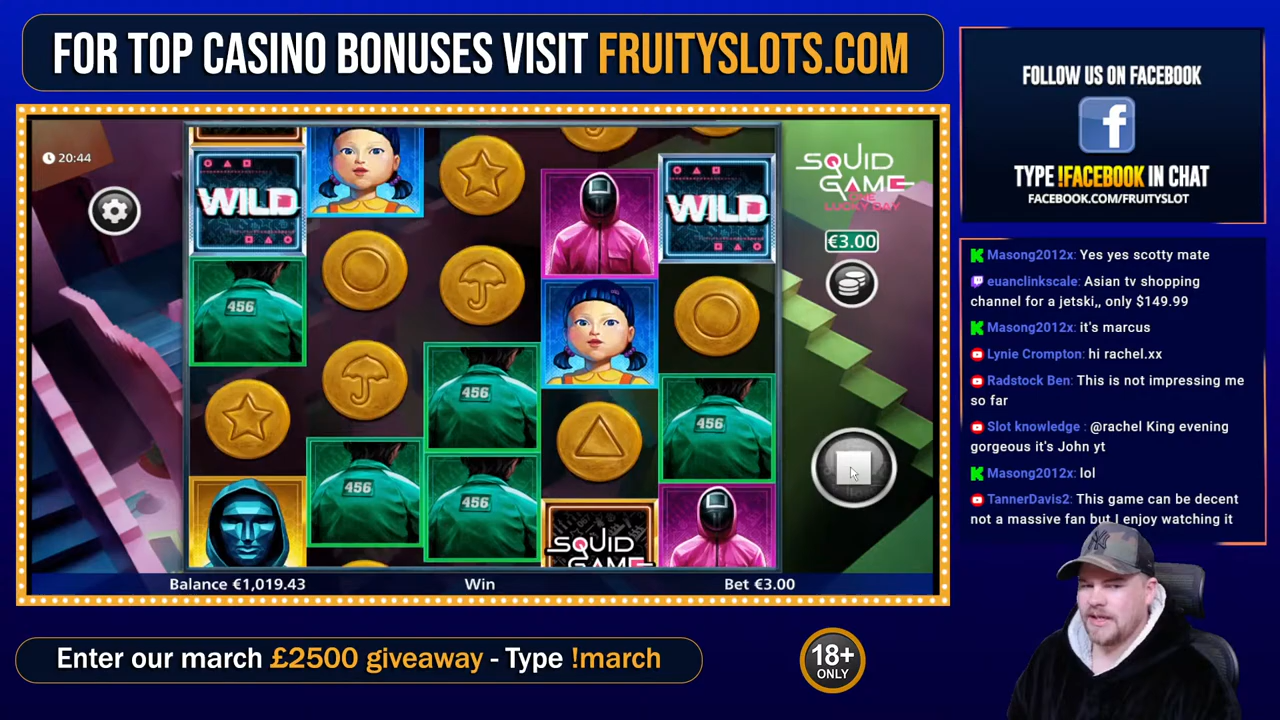 FOR TOP CASINO BONUSES VISIT FRUITYSLOTS.COM
20:44
WILD
WILD
456
456
456
456
456
SQUID
GAME
SQUID
GAME
ONE
LUCKY DAY
€3.00
Balance €1,019.43
Win
Bet €3.00
Enter our march £2500 giveaway - Type !march
18+
ONLY
FOLLOW US ON FACEBOOK
f
TYPE !FACEBOOK IN CHAT
FACEBOOK.COM/FRUITYSLOT
Masong2012x: Yes yes scotty mate
euanclinkscale: Asian tv shopping
channel for a jetski,, only $149.99
Masong2012x: it's marcus
Lynie Crompton: hi rachel.xx
Radstock Ben: This is not impressing me
so far
Slot knowledge : @rachel King evening
gorgeous it's John yt
Masong2012x: lol
TannerDavis2: This game can be decent
not a massive fan but I enjoy watching it